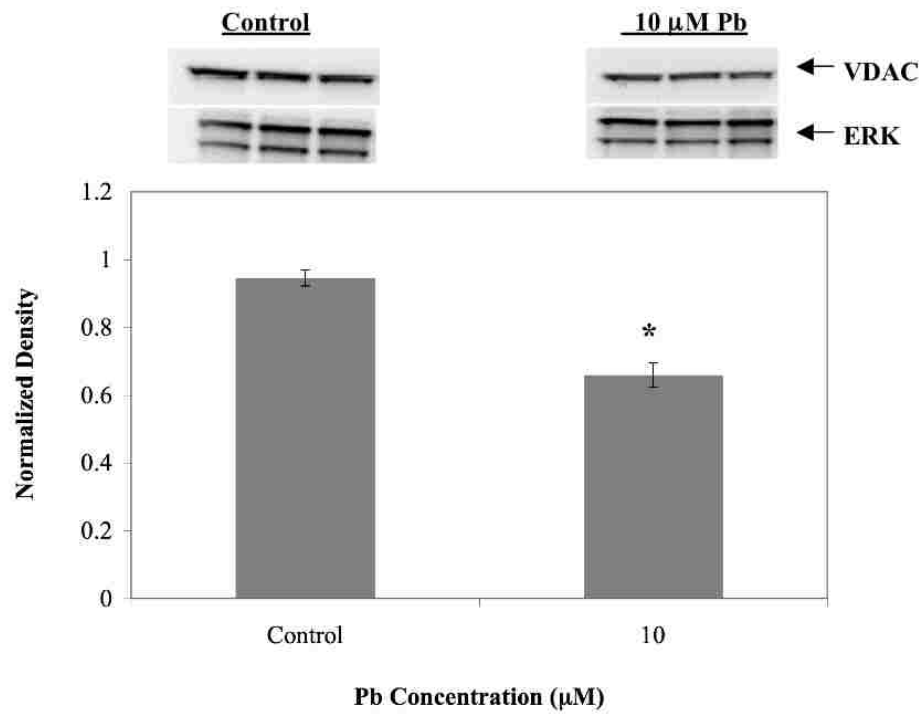 Control
10 µM Pb
VDAC
ERK
1.2
1
0.8
0.6
0.4
0.2
0
*
Normalized Density
Control
10
Pb Concentration (µM)